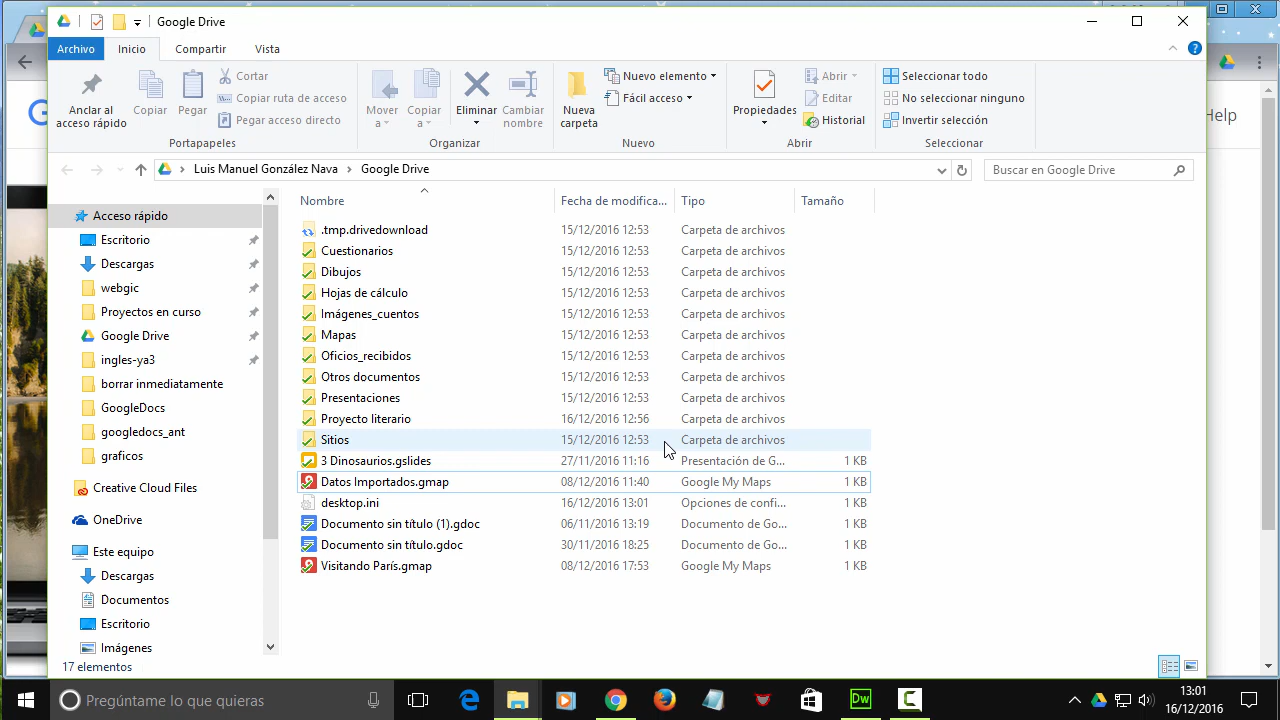 Google Drive
Archivo Inicio Compartir Vista
Anclar al acceso rápido
Copiar
Pegar
Cortar
Copiar ruta de acceso
Pegar acceso directo
Portapapeles
Mover a
Copiar a
Eliminar
Cambiar nombre
Organizar
Nueva carpeta
Nuevo elemento
Fácil acceso
Nuevo
Propiedades
Abrir
Editar
Historial
Abrir
Seleccionar todo
No seleccionar ninguno
Invertir selección
Seleccionar
Help
Luis Manuel González Nava > Google Drive
Buscar en Google Drive
Acceso rápido
Escritorio
Descargas
webgic
Proyectos en curso
Google Drive
ingles-ya3
borrar inmediatamente
GoogleDocs
googledocs_ant
graficos
Creative Cloud Files
OneDrive
Este equipo
Descargas
Documentos
Escritorio
Imágenes
Nombre Fecha de modifica... Tipo Tamaño
.tmp.drivedownload 15/12/2016 12:53 Carpeta de archivos
Cuestionarios 15/12/2016 12:53 Carpeta de archivos
Dibujos 15/12/2016 12:53 Carpeta de archivos
Hojas de cálculo 15/12/2016 12:53 Carpeta de archivos
Imágenes_cuentos 15/12/2016 12:53 Carpeta de archivos
Mapas 15/12/2016 12:53 Carpeta de archivos
Oficios_recibidos 15/12/2016 12:53 Carpeta de archivos
Otros documentos 15/12/2016 12:53 Carpeta de archivos
Presentaciones 15/12/2016 12:53 Carpeta de archivos
Proyecto literario 16/12/2016 12:56 Carpeta de archivos
Sitios 15/12/2016 12:53 Carpeta de archivos
3 Dinosaurios.gslides 27/11/2016 11:16 Presentación de G... 1 KB
Datos Importados.gmap 08/12/2016 11:40 Google My Maps 1 KB
desktop.ini 16/12/2016 13:01 Opciones de confi... 1 KB
Documento sin título (1).gdoc 06/11/2016 13:19 Documento de Go... 1 KB
Documento sin título.gdoc 30/11/2016 18:25 Documento de Go... 1 KB
Visitando París.gmap 08/12/2016 17:53 Google My Maps 1 KB
17 elementos
Pregúntame lo que quieras
Dw
13:01
16/12/2016